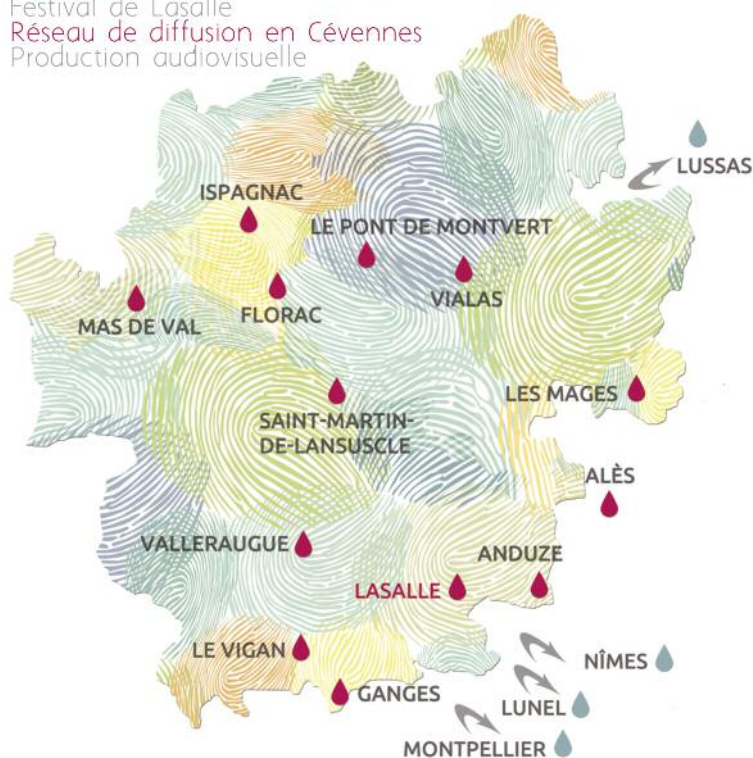 Festival de Lasalle
Réseau de diffusion en Cévennes
Production audiovisuelle
LUSSAS
ISPAGNAC
LE PONT DE MONTVERT
VIALAS
FLORAC
MAS DE VAL
LES MAGES
SAINT-MARTIN-
DE-LANSUSCLE
ALÈS
VALLERAUGUE
ANDUZE
LASALLE
LE VIGAN
NÎMES
GANGES
LUNEL
MONTPELLIER